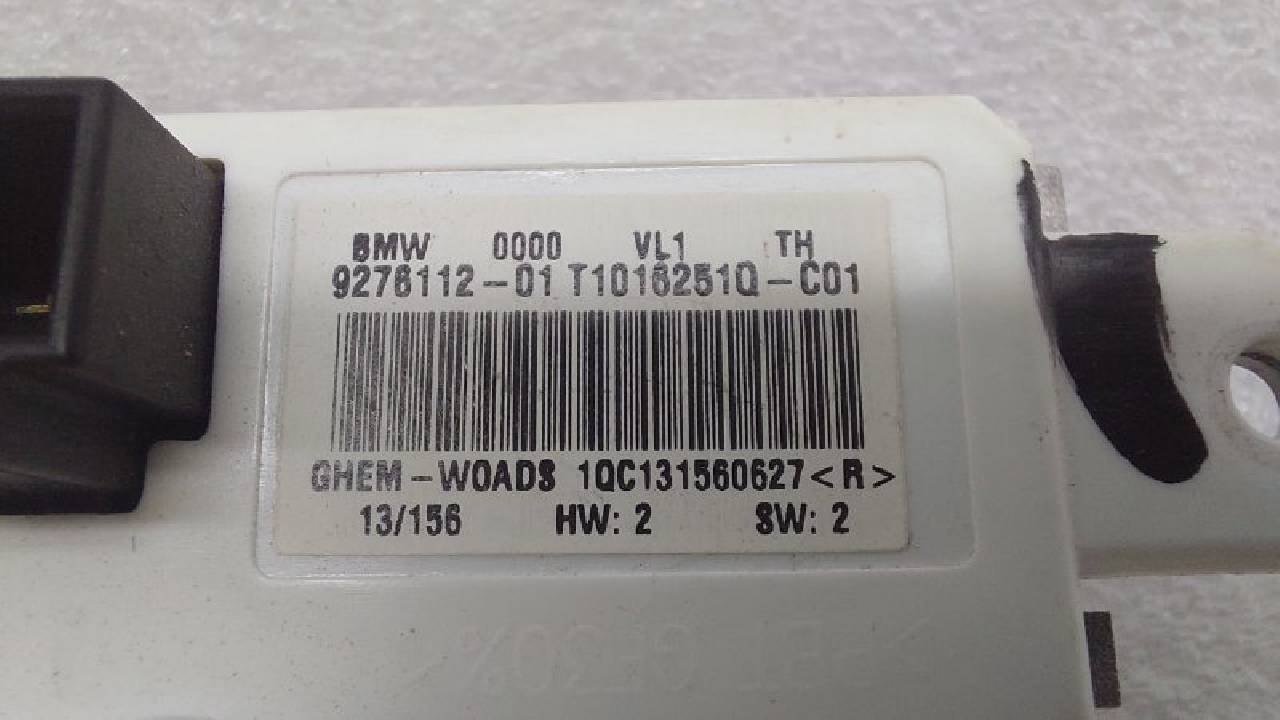 BMW 0000 VL1 TH
9276112-01 T1016251Q-C01
GHEM-WOADS 1QC131560627<R>
13/156 HW: 2 SW: 2